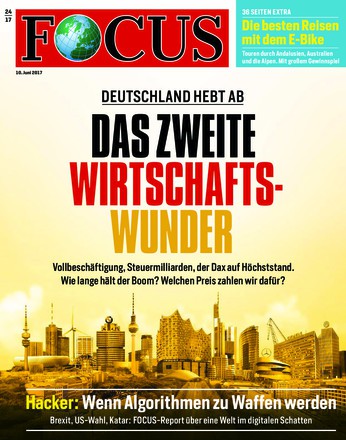 24
17
FOCUS
10. Juni 2017
36 SEITEN EXTRA
Die besten Reisen
mit dem E-Bike
Touren durch Andalusien, Australien
und die Alpen. Mit großem Gewinnspiel
DEUTSCHLAND HEBT AB
DAS ZWEITE
WIRTSCHAFTS-
WUNDER
Vollbeschäftigung, Steuermilliarden, der Dax auf Höchststand.
Wie lange hält der Boom? Welchen Preis zahlen wir dafür?
Hacker: Wenn Algorithmen zu Waffen werden
Brexit, US-Wahl, Katar: FOCUS-Report über eine Welt im digitalen Schatten